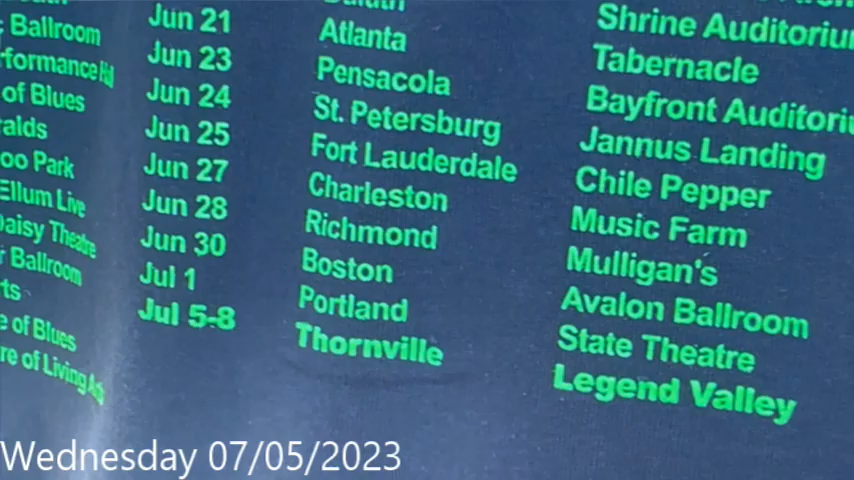 Ballroom Jun 21 Atlanta Shrine Auditorium
Jun 23 Pensacola Tabernacle
of Blues Jun 24 St. Petersburg Bayfront
Jun 25 Fort Lauderdale Jannus Landing
Park Jun 27 Charleston Chile Pepper
Ellum Live Jun 28 Richmond Music Farm
Daisy Theatre Jun 30 Boston Mulligan's
Ballroom Jul 1 Portland Avalon Ballroom
Jul 5-8 Thornville State Theatre
of Blues Legend Valley
of Living
Wednesday 07/05/2023